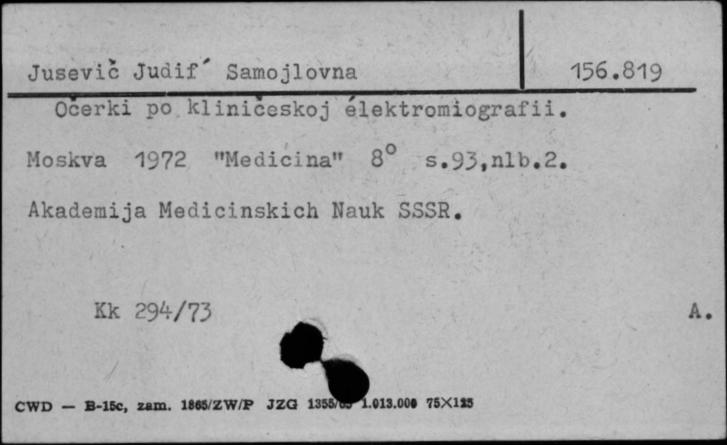 Jusevič Judif´ Samojlovna 156.819
Očerki po kliničeskoj élektromiografii.
Moskva 1972 "Medicina" 8° s.93,nlb.2.
Akademija Medicinskich Nauk SSSR.
Kk 294/73 A.
CWD — B-15c, zam. 1865/ZW/P JZG 1.013.000 75X125